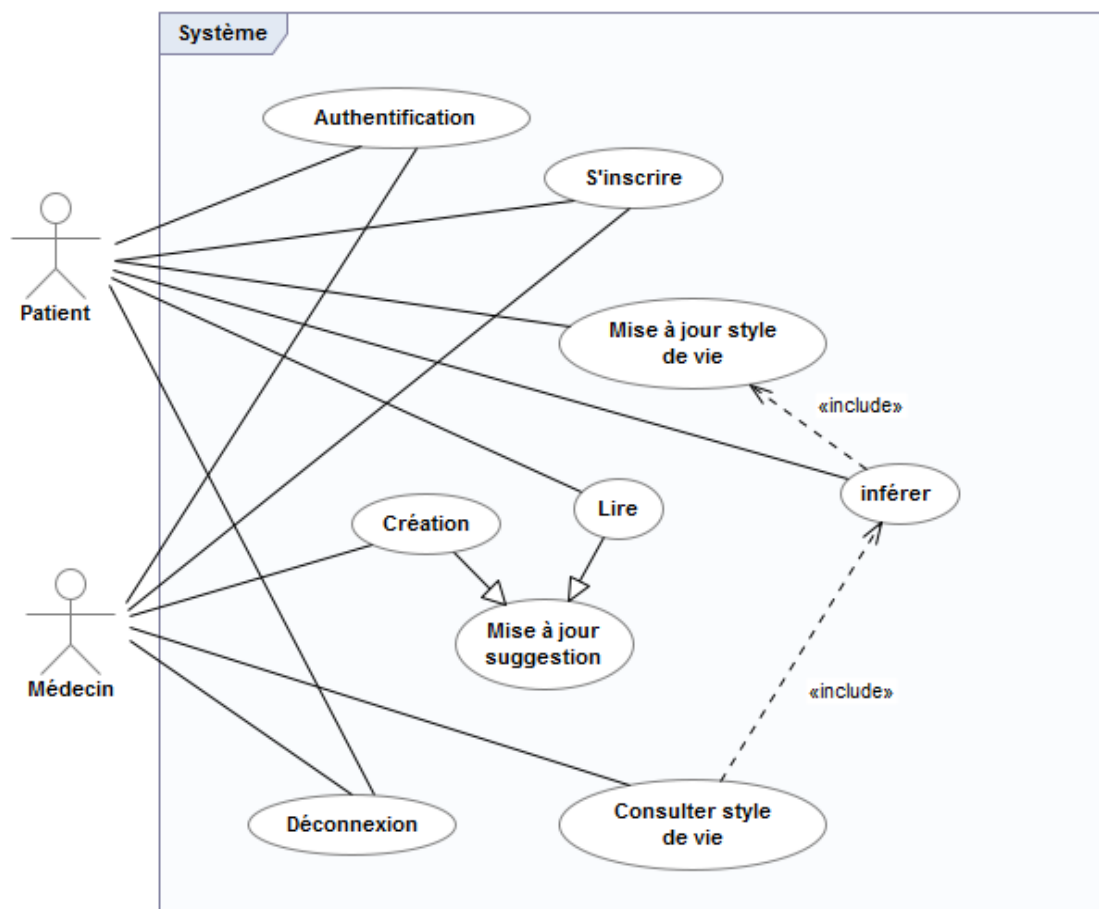 Système
Authentification
S'inscrire
Patient
Mise à jour style
de vie
«include»
inférer
Lire
Création
Mise à jour
suggestion
Médecin
«include»
Déconnexion
Consulter style
de vie